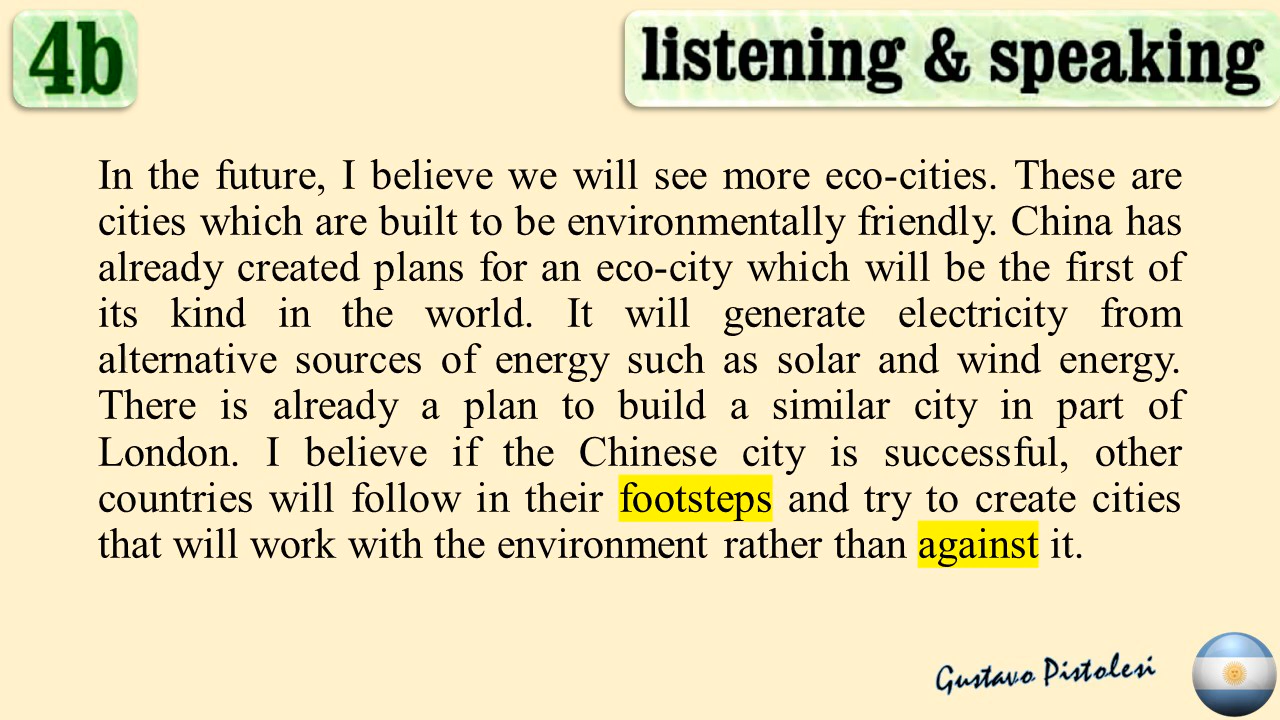 4b
listening & speaking
In the future, I believe we will see more eco-cities. These are
cities which are built to be environmentally friendly. China has
already created plans for an eco-city which will be the first of
its kind in the world. It will generate electricity from
alternative sources of energy such as solar and wind energy.
There is already a plan to build a similar city in part of
London. I believe if the Chinese city is successful, other
countries will follow in their footsteps and try to create cities
that will work with the environment rather than against it.
Gustavo Pistolesi